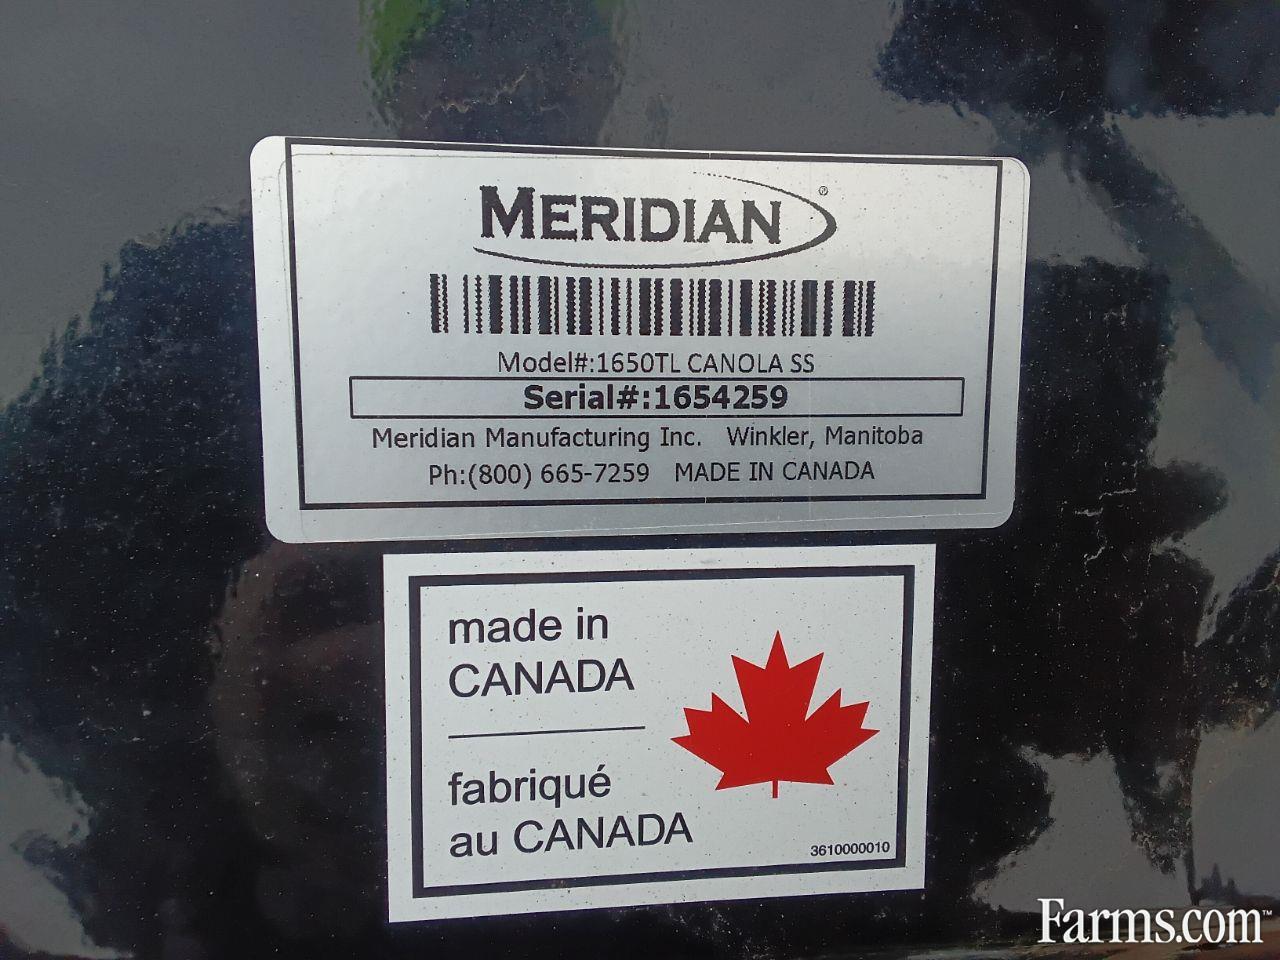 MERIDIAN®
Model#:1650TL CANOLA SS
Serial#:1654259
Meridian Manufacturing Inc. Winkler, Manitoba
Ph:(800) 665-7259 MADE IN CANADA
made in
CANADA
fabriqué
au CANADA
3610000010
Farms.com™